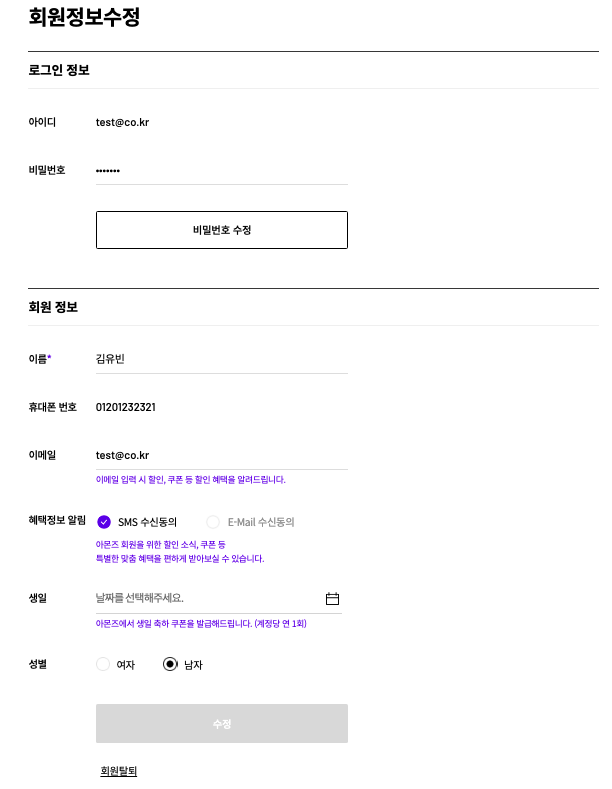 회원정보수정
로그인 정보
아이디 test@co.kr
비밀번호 •••••••
비밀번호 수정
회원 정보
이름* 김유빈
휴대폰 번호 01201232321
이메일 test@co.kr
이메일 입력 시 할인, 쿠폰 등 할인 혜택을 알려드립니다.
혜택정보 알림 SMS 수신동의 E-Mail 수신동의
아몬즈 회원을 위한 할인 소식, 쿠폰 등
특별한 맞춤 혜택을 편하게 받아보실 수 있습니다.
생일 날짜를 선택해주세요.
아몬즈에서 생일 축하 쿠폰을 발급해드립니다. (계정당 연 1회)
성별 여자 남자
수정
회원탈퇴